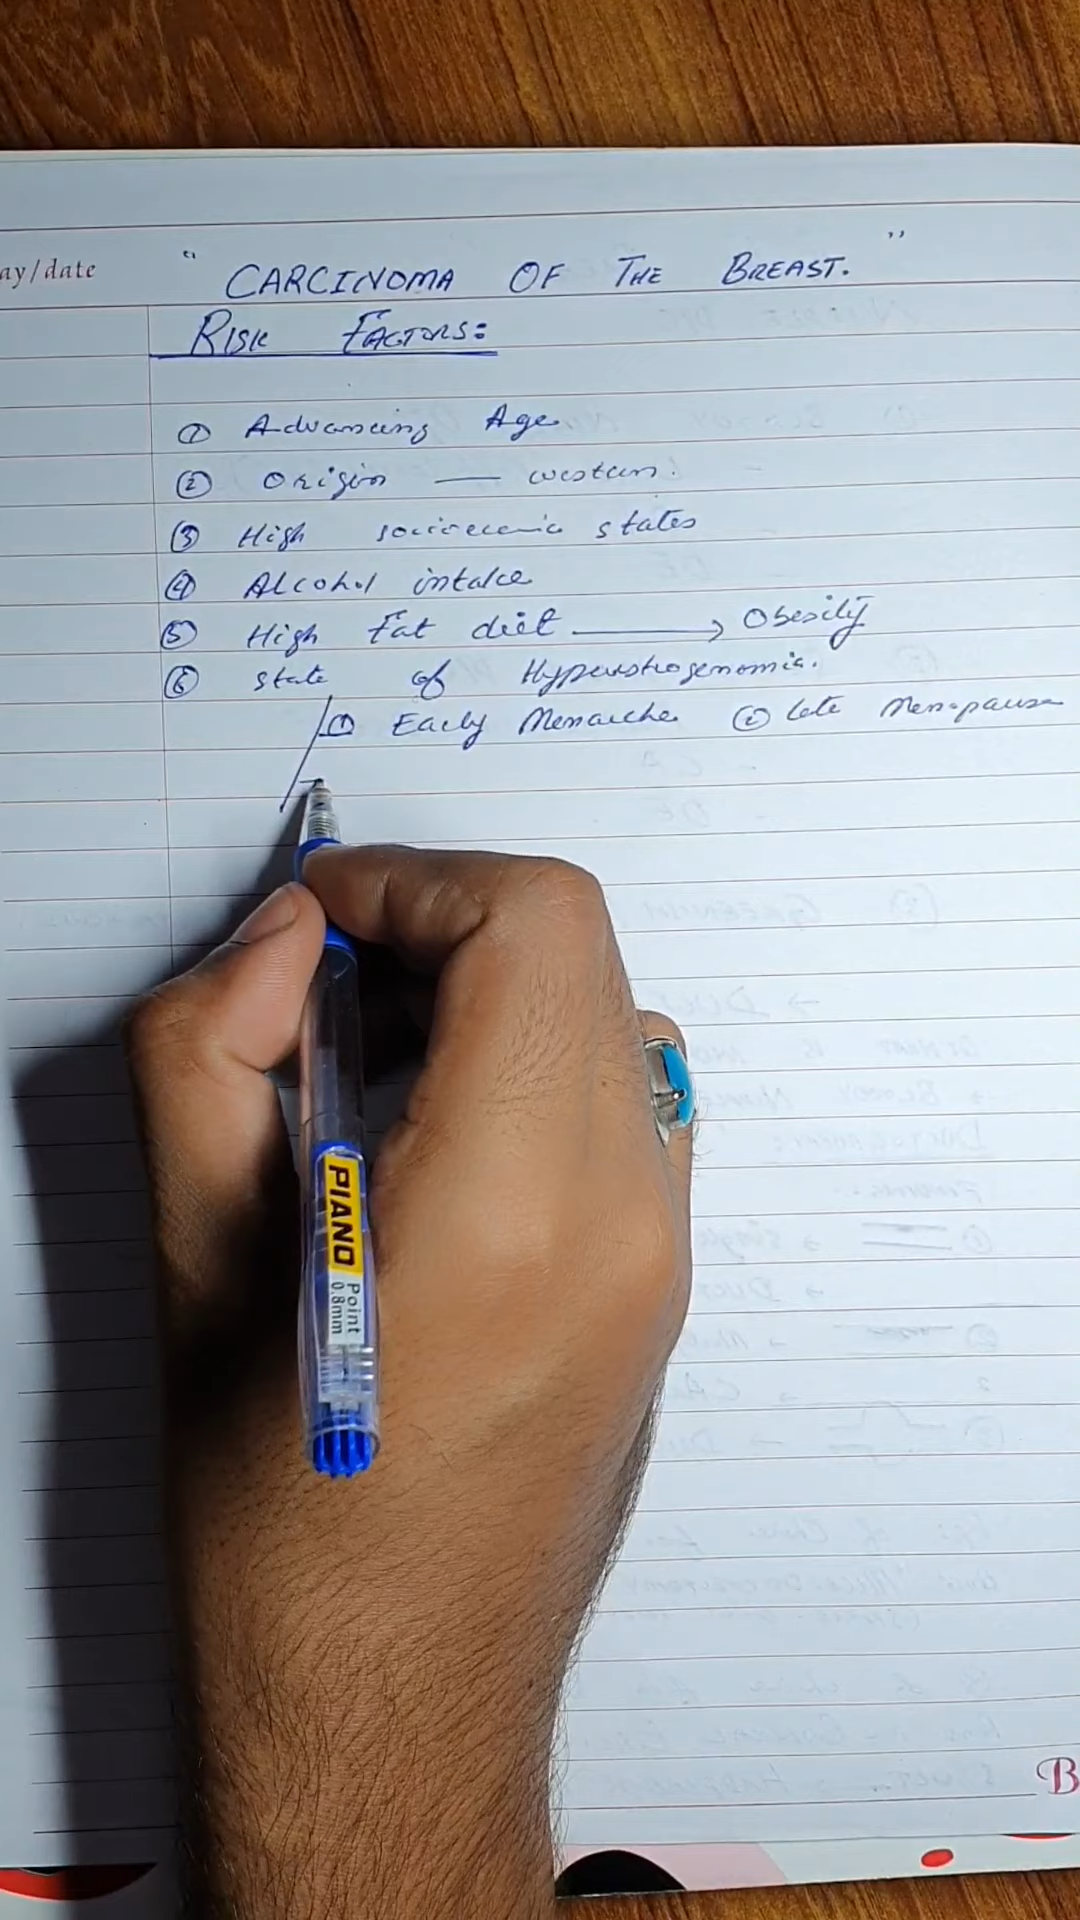 ay/date
" CARCINOMA OF THE BREAST. "
RISK FACTORS:
① Advancing Age
② Origin — western.
③ High socioecenic states
④ Alcohol intake
⑤ High Fat diet → Obesity
⑥ State of Hyperestrogenomia.
① Early Menarche ② late Menopause
PIANO
Point
0.8mm
B